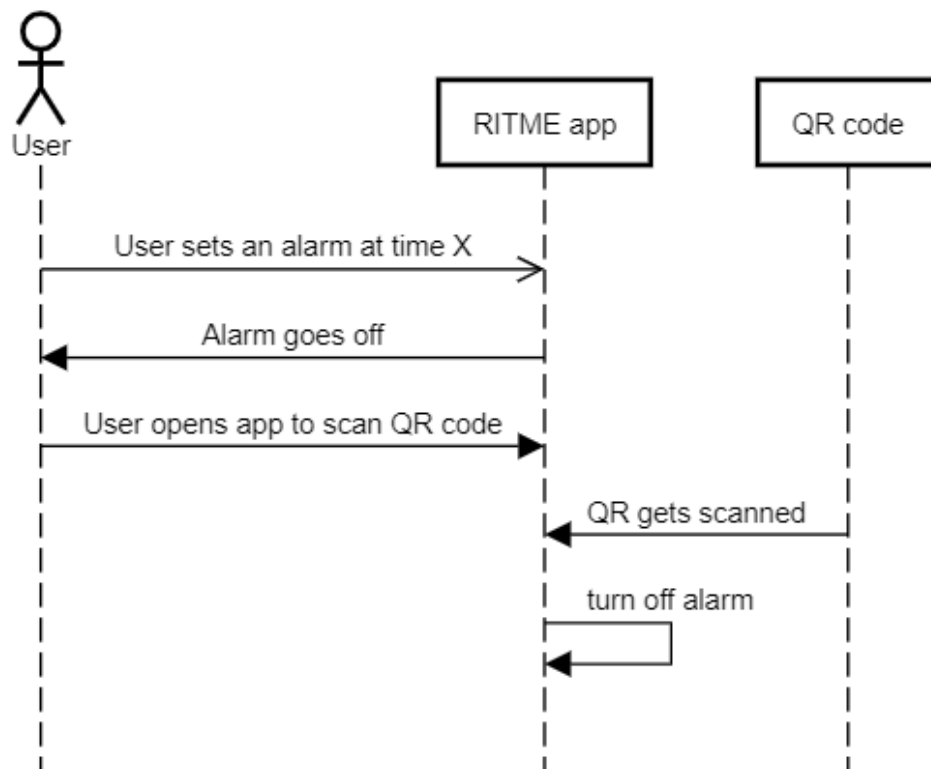 User
RITME app
QR code
User sets an alarm at time X
Alarm goes off
User opens app to scan QR code
QR gets scanned
turn off alarm